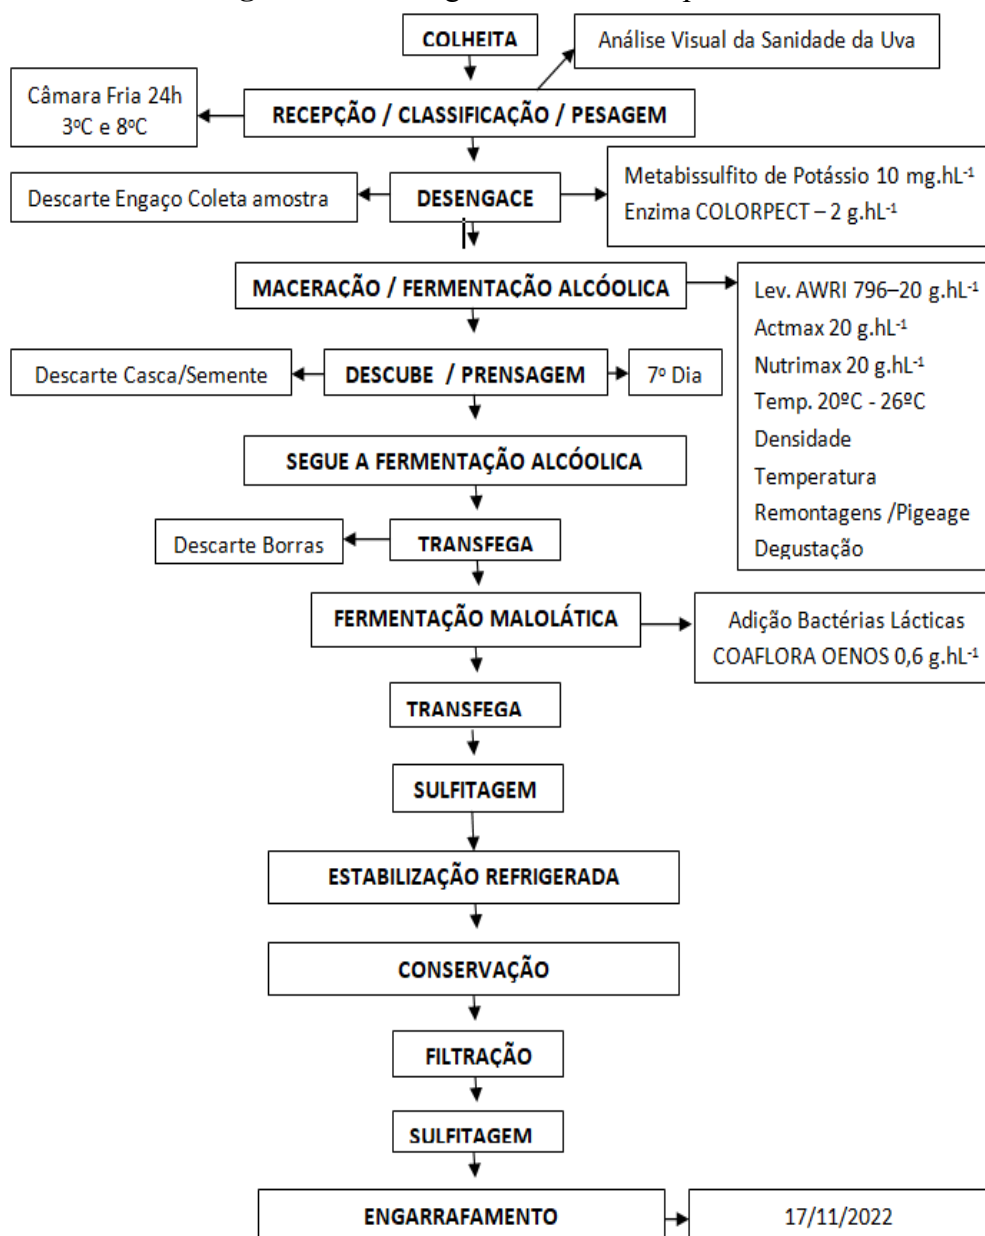 COLHEITA
Análise Visual da Sanidade da Uva
Câmara Fria 24h
3ºC e 8ºC
RECEPÇÃO / CLASSIFICAÇÃO / PESAGEM
Descarte Engaço Coleta amostra
DESENGACE
Metabissulfito de Potássio 10 mg.hL⁻¹
Enzima COLORPECT – 2 g.hL⁻¹
MACERAÇÃO / FERMENTAÇÃO ALCÓOLICA
Lev. AWRI 796–20 g.hL⁻¹
Actmax 20 g.hL⁻¹
Nutrimax 20 g.hL⁻¹
Temp. 20ºC - 26ºC
Densidade
Temperatura
Remontagens /Pigeage
Degustação
Descarte Casca/Semente
DESCUBE / PRENSAGEM
7º Dia
SEGUE A FERMENTAÇÃO ALCÓOLICA
Descarte Borras
TRANSFEGA
FERMENTAÇÃO MALOLÁTICA
Adição Bactérias Lácticas
COAFLORA OENOS 0,6 g.hL⁻¹
TRANSFEGA
SULFITAGEM
ESTABILIZAÇÃO REFRIGERADA
CONSERVAÇÃO
FILTRAÇÃO
SULFITAGEM
ENGARRAFAMENTO
17/11/2022